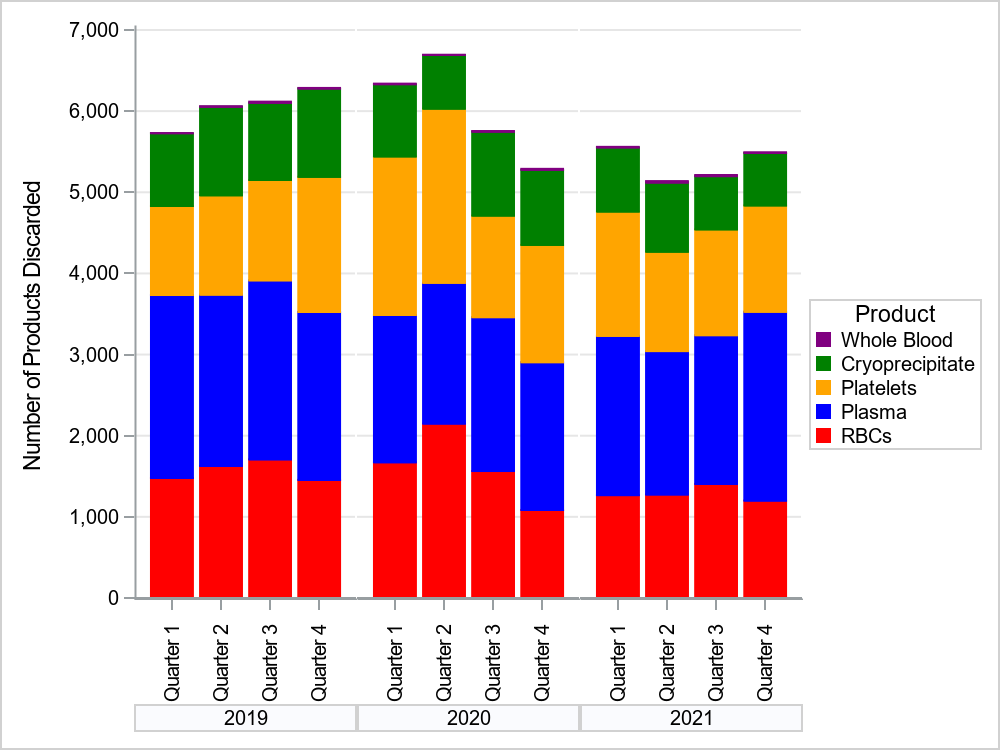 7,000
6,000
5,000
4,000
3,000
2,000
1,000
0
Number of Products Discarded
Quarter 1
Quarter 2
Quarter 3
Quarter 4
Quarter 1
Quarter 2
Quarter 3
Quarter 4
Quarter 1
Quarter 2
Quarter 3
Quarter 4
2019
2020
2021
Product
Whole Blood
Cryoprecipitate
Platelets
Plasma
RBCs